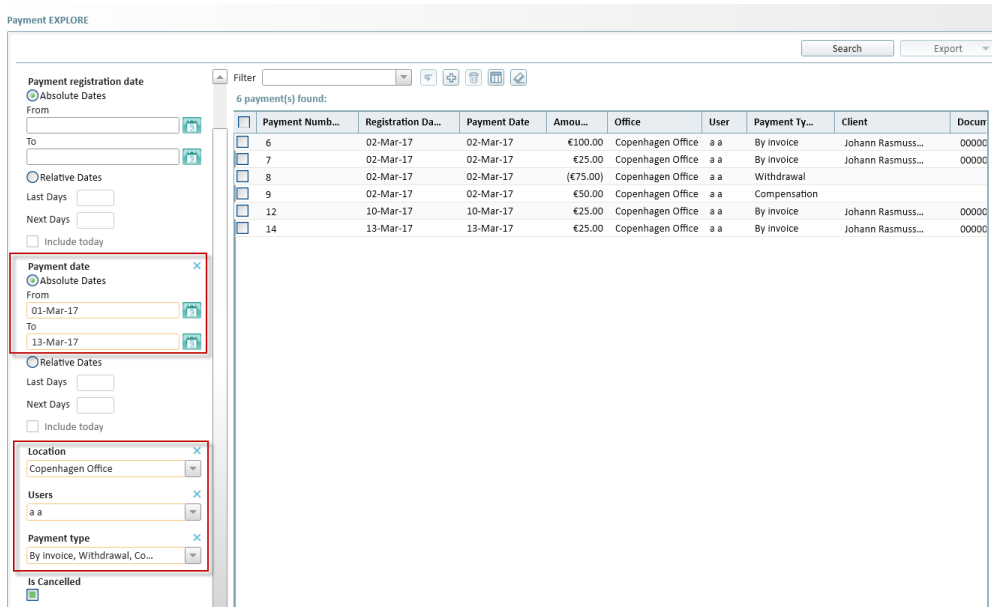 Payment EXPLORE
Search Export
Payment registration date
Absolute Dates
From
To
Relative Dates
Last Days
Next Days
Include today
Payment date
Absolute Dates
From
01-Mar-17
To
13-Mar-17
Relative Dates
Last Days
Next Days
Include today
Location
Copenhagen Office
Users
a a
Payment type
By invoice, Withdrawal, Co...
Is Cancelled
Filter
6 payment(s) found:
Payment Numb... Registration Da... Payment Date Amou... Office User Payment Ty... Client Docum
6 02-Mar-17 02-Mar-17 €100.00 Copenhagen Office a a By invoice Johann Rasmuss... 00000
7 02-Mar-17 02-Mar-17 €25.00 Copenhagen Office a a By invoice Johann Rasmuss... 00000
8 02-Mar-17 02-Mar-17 (€75.00) Copenhagen Office a a Withdrawal
9 02-Mar-17 02-Mar-17 €50.00 Copenhagen Office a a Compensation
12 10-Mar-17 10-Mar-17 €25.00 Copenhagen Office a a By invoice Johann Rasmuss... 00000
14 13-Mar-17 13-Mar-17 €25.00 Copenhagen Office a a By invoice Johann Rasmuss... 00000